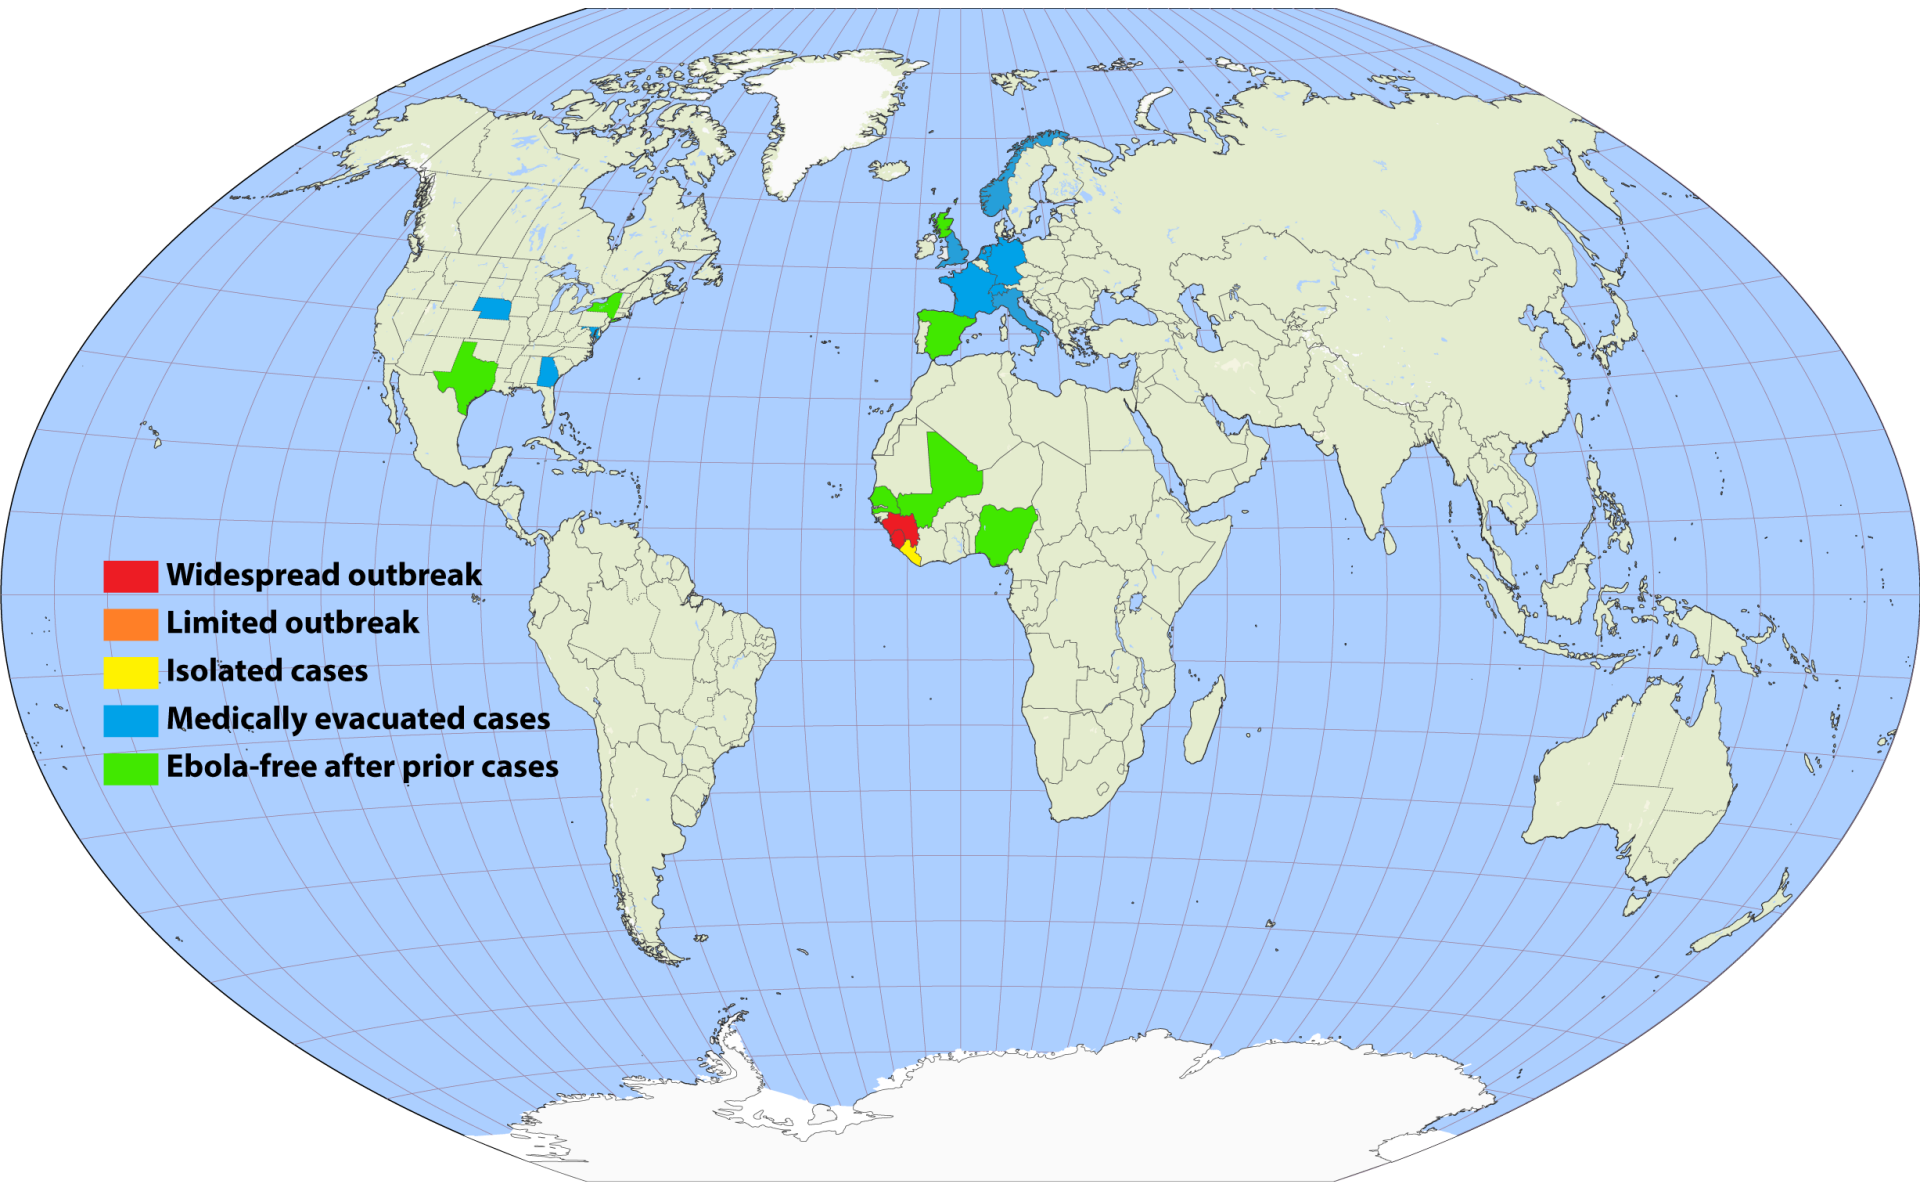 Widespread outbreak
Limited outbreak
Isolated cases
Medically evacuated cases
Ebola-free after prior cases